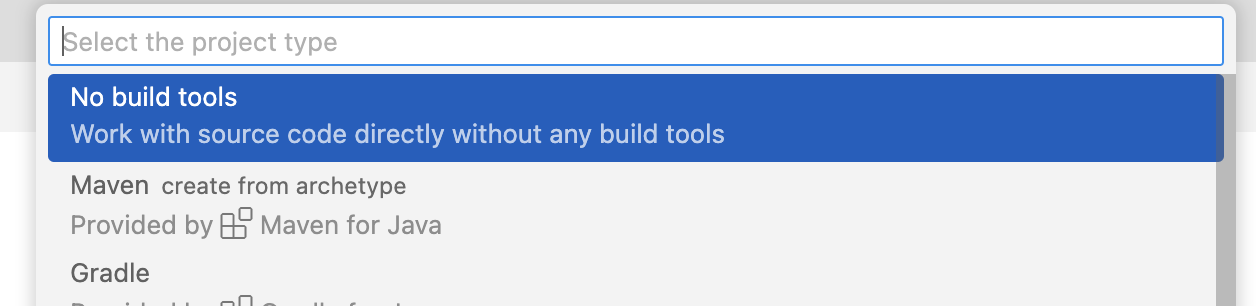 Select the project type
No build tools
Work with source code directly without any build tools
Maven create from archetype
Provided by Maven for Java
Gradle